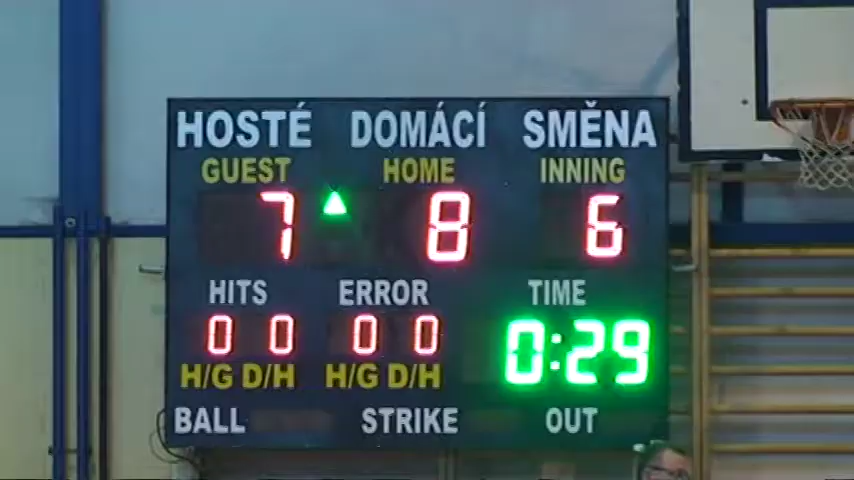 HOSTÉ DOMÁCÍ SMĚNA
GUEST HOME INNING
7 8 6
HITS ERROR TIME
0 0 0 0 0:29
H/G D/H H/G D/H
BALL STRIKE OUT